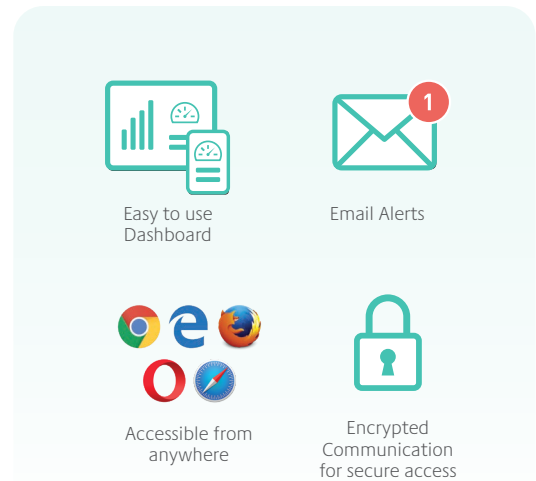 1
Easy to use
Dashboard
Email Alerts
Accessible from
anywhere
Encrypted
Communication
for secure access